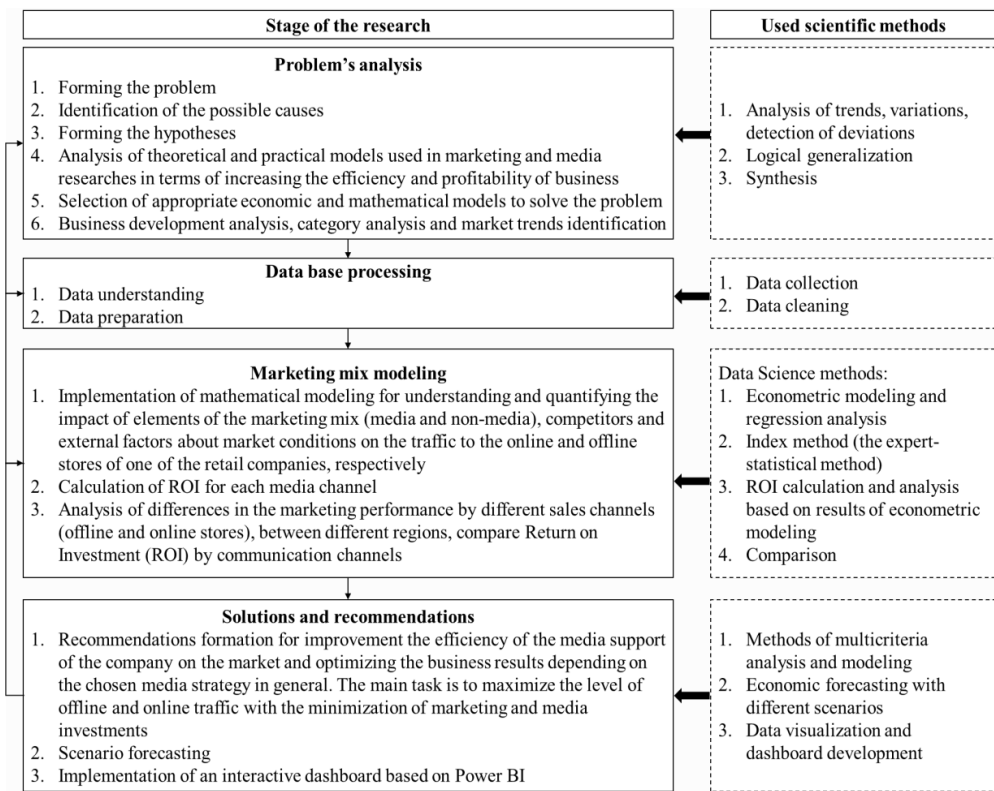 Stage of the research
Used scientific methods
Problem's analysis
1. Forming the problem
2. Identification of the possible causes
3. Forming the hypotheses
4. Analysis of theoretical and practical models used in marketing and media
researches in terms of increasing the efficiency and profitability of business
5. Selection of appropriate economic and mathematical models to solve the problem
6. Business development analysis, category analysis and market trends identification
1. Analysis of trends, variations,
detection of deviations
2. Logical generalization
3. Synthesis
Data base processing
1. Data understanding
2. Data preparation
1. Data collection
2. Data cleaning
Marketing mix modeling
1. Implementation of mathematical modeling for understanding and quantifying the
impact of elements of the marketing mix (media and non-media), competitors and
external factors about market conditions on the traffic to the online and offline
stores of one of the retail companies, respectively
2. Calculation of ROI for each media channel
3. Analysis of differences in the marketing performance by different sales channels
(offline and online stores), between different regions, compare Return on
Investment (ROI) by communication channels
Data Science methods:
1. Econometric modeling and
regression analysis
2. Index method (the expert-
statistical method)
3. ROI calculation and analysis
based on results of econometric
modeling
4. Comparison
Solutions and recommendations
1. Recommendations formation for improvement the efficiency of the media support
of the company on the market and optimizing the business results depending on
the chosen media strategy in general. The main task is to maximize the level of
offline and online traffic with the minimization of marketing and media
investments
2. Scenario forecasting
3. Implementation of an interactive dashboard based on Power BI
1. Methods of multicriteria
analysis and modeling
2. Economic forecasting with
different scenarios
3. Data visualization and
dashboard development